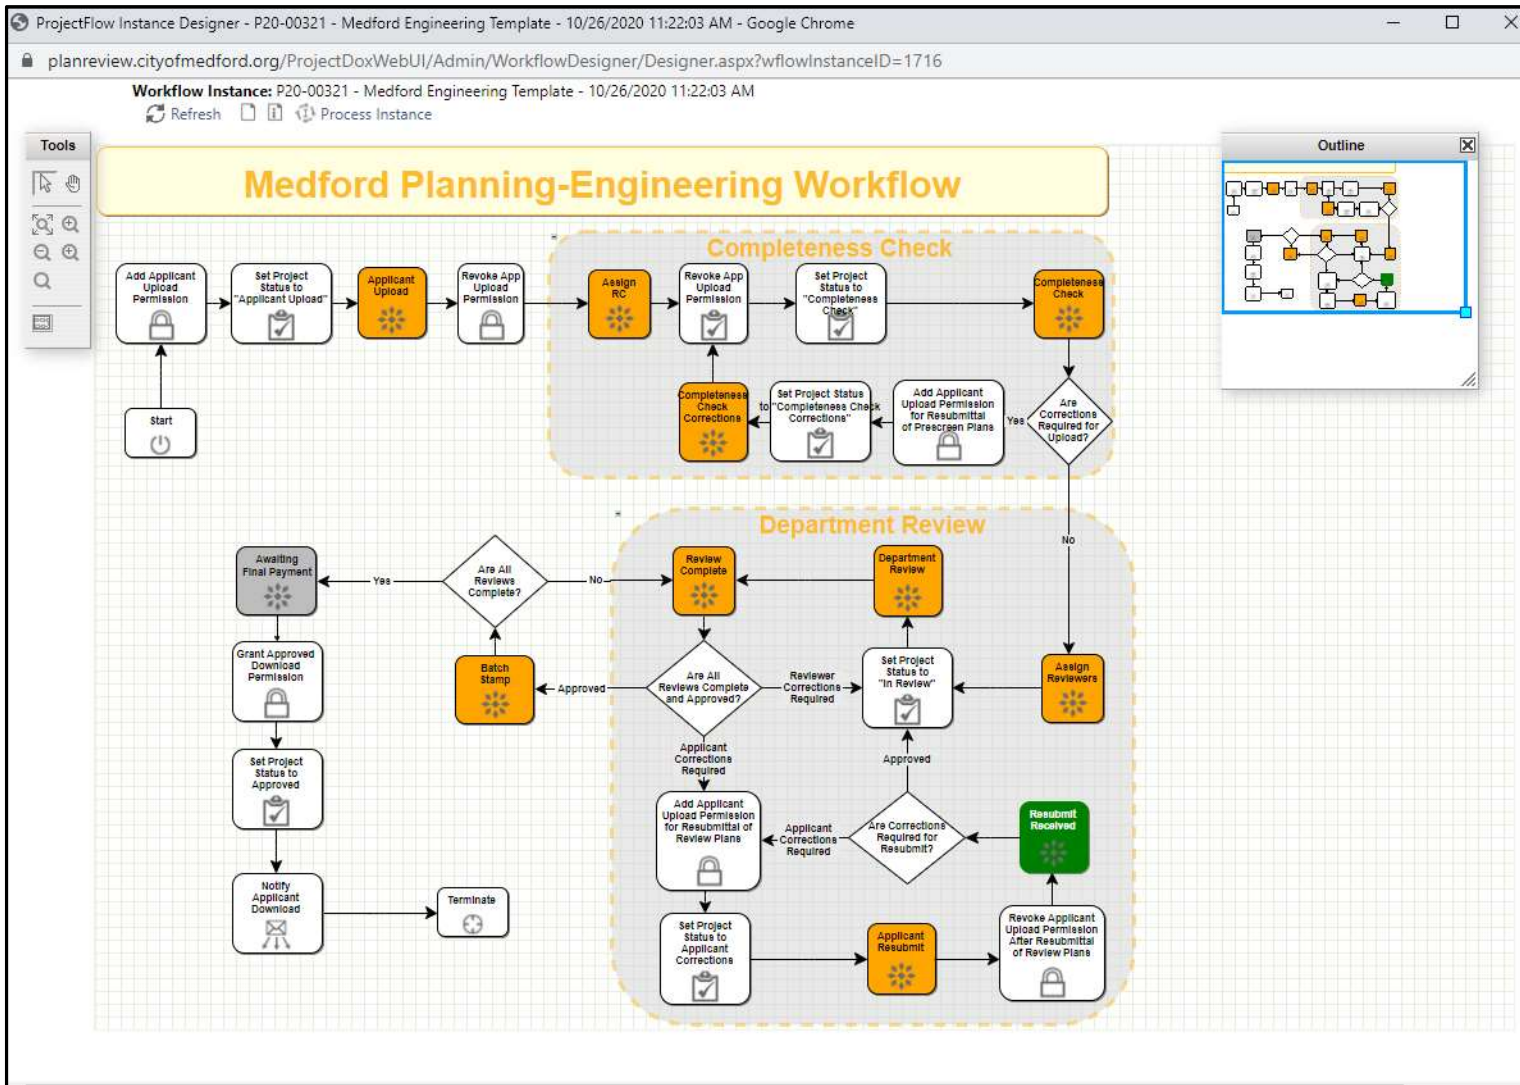 ProjectFlow Instance Designer - P20-00321 - Medford Engineering Template - 10/26/2020 11:22:03 AM - Google Chrome
planreview.cityofmedford.org/ProjectDoxWebUI/Admin/WorkflowDesigner/Designer.aspx?wflowInstanceID=1716
Workflow Instance: P20-00321 - Medford Engineering Template - 10/26/2020 11:22:03 AM
Refresh
Process Instance
Tools
Outline
Medford Planning-Engineering Workflow
Completeness Check
Add Applicant
Upload
Permission
Set Project
Status to
"Applicant Upload"
Applicant
Upload
Revoke App
Upload
Permission
Assign
RC
Revoke App
Upload
Permission
Set Project
Status to
"Completeness
Check"
Completeness
Check
Start
Completeness
Check
Corrections
Set Project Status
to "Completeness Check
Corrections"
Add Applicant
Upload Permission
for Resubmittal
of Prescreen Plans
Yes
Are
Corrections
Required for
Upload?
No
Department Review
Awaiting
Final Payment
Yes
Are All
Reviews
Complete?
No
Review
Complete
Department
Review
Grant Approved
Download
Permission
Batch
Stamp
Approved
Are All
Reviews Complete
and Approved?
Reviewer
Corrections
Required
Set Project
Status to
"In Review"
Assign
Reviewers
Applicant
Corrections
Required
Approved
Set Project
Status to
Approved
Add Applicant
Upload Permission
for Resubmittal of
Review Plans
Applicant
Corrections
Required
Are Corrections
Required for
Resubmit?
Resubmit
Received
Notify
Applicant
Download
Terminate
Set Project
Status to
Applicant
Corrections
Applicant
Resubmit
Revoke Applicant
Upload Permission
After Resubmittal
of Review Plans